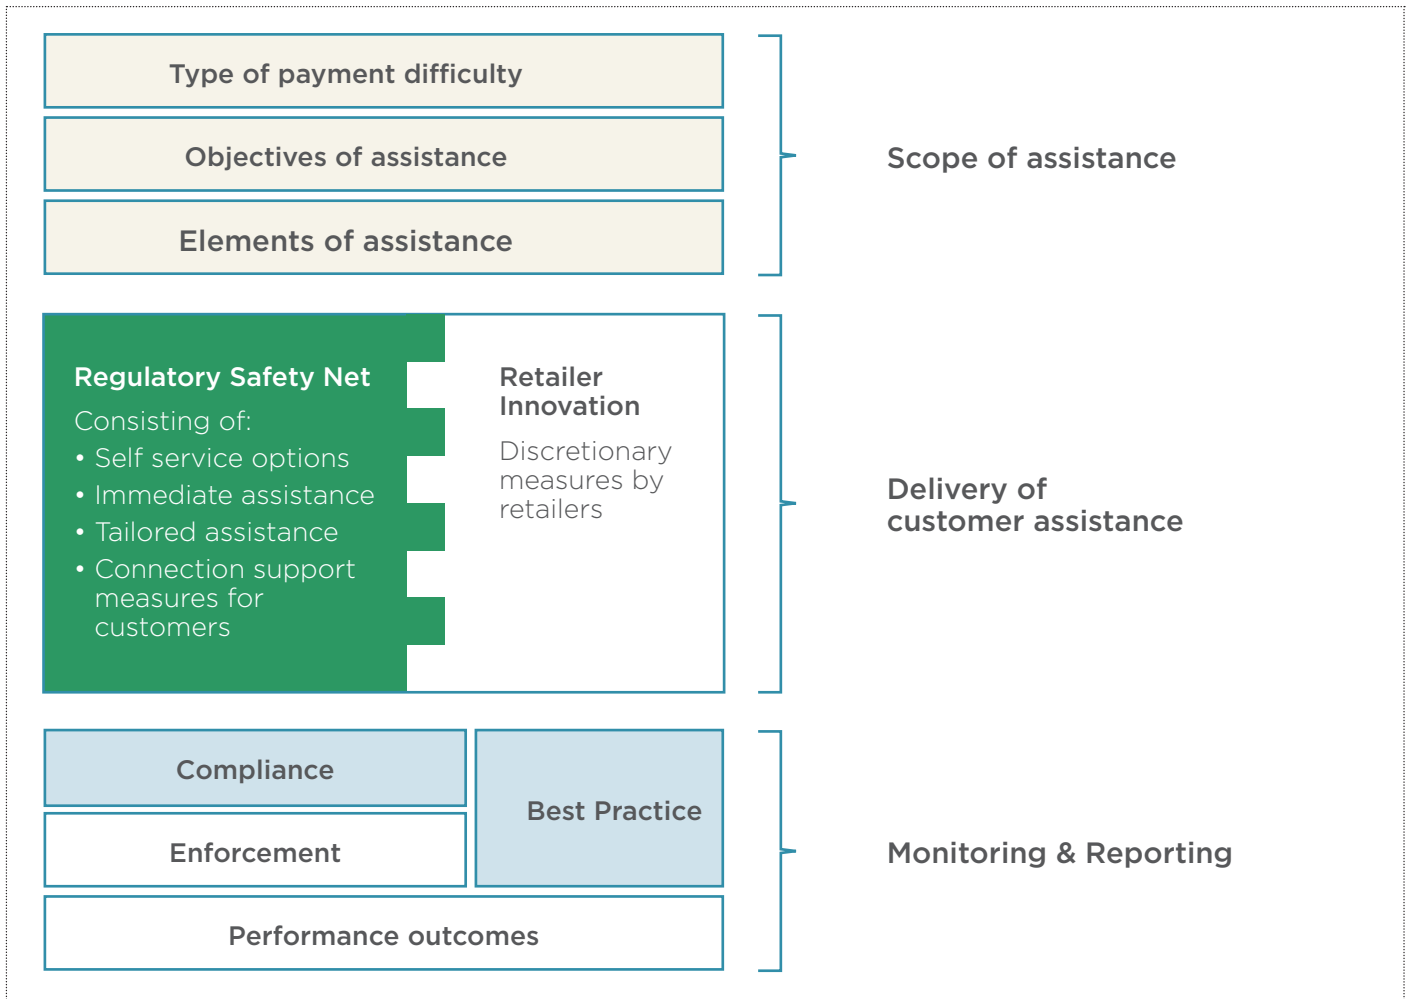 Type of payment difficulty
Objectives of assistance
Elements of assistance
Scope of assistance
Regulatory Safety Net
Consisting of:
• Self service options
• Immediate assistance
• Tailored assistance
• Connection support
measures for
customers
Retailer
Innovation
Discretionary
measures by
retailers
Delivery of
customer assistance
Compliance
Enforcement
Best Practice
Performance outcomes
Monitoring & Reporting